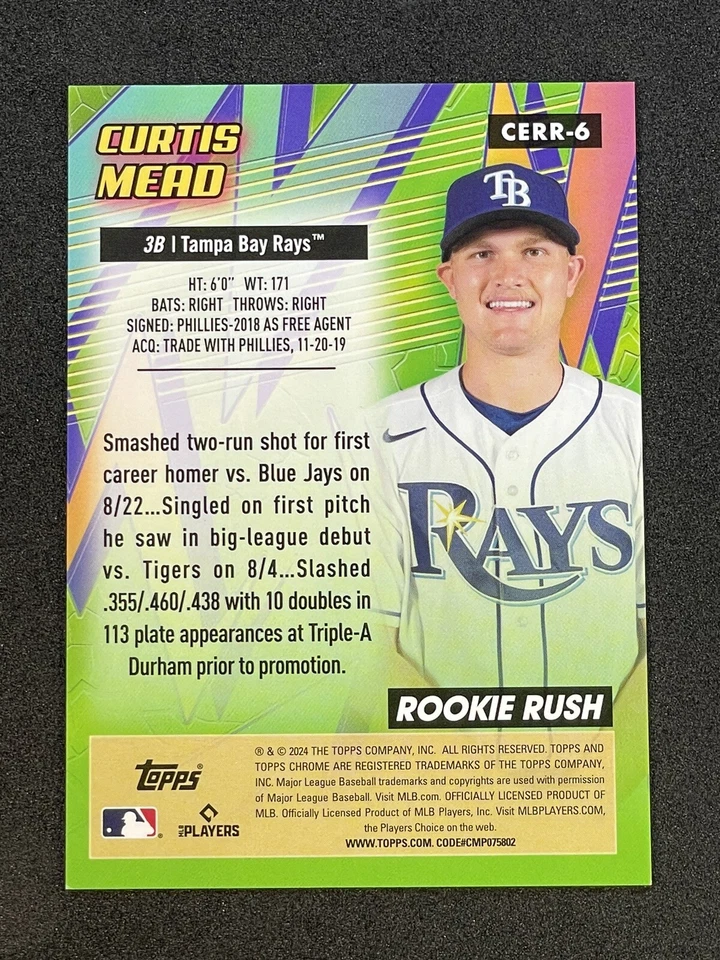 CURTIS
MEAD
CERR-6
TB
3B | Tampa Bay Rays™
HT: 6'0" WT: 171
BATS: RIGHT THROWS: RIGHT
SIGNED: PHILLIES-2018 AS FREE AGENT
ACQ: TRADE WITH PHILLIES, 11-20-19
Smashed two-run shot for first
career homer vs. Blue Jays on
8/22...Singled on first pitch
he saw in big-league debut
vs. Tigers on 8/4...Slashed
.355/.460/.438 with 10 doubles in
113 plate appearances at Triple-A
Durham prior to promotion.
RAYS
ROOKIE RUSH
Topps®
MLB PLAYERS
® & © 2024 THE TOPPS COMPANY, INC. ALL RIGHTS RESERVED. TOPPS AND
TOPPS CHROME ARE REGISTERED TRADEMARKS OF THE TOPPS COMPANY,
INC. Major League Baseball trademarks and copyrights are used with permission
of Major League Baseball. Visit MLB.com. OFFICIALLY LICENSED PRODUCT OF
MLB. Officially Licensed Product of MLB Players, Inc. Visit MLBPLAYERS.COM,
the Players Choice on the web.
WWW.TOPPS.COM. CODE#CMP075802